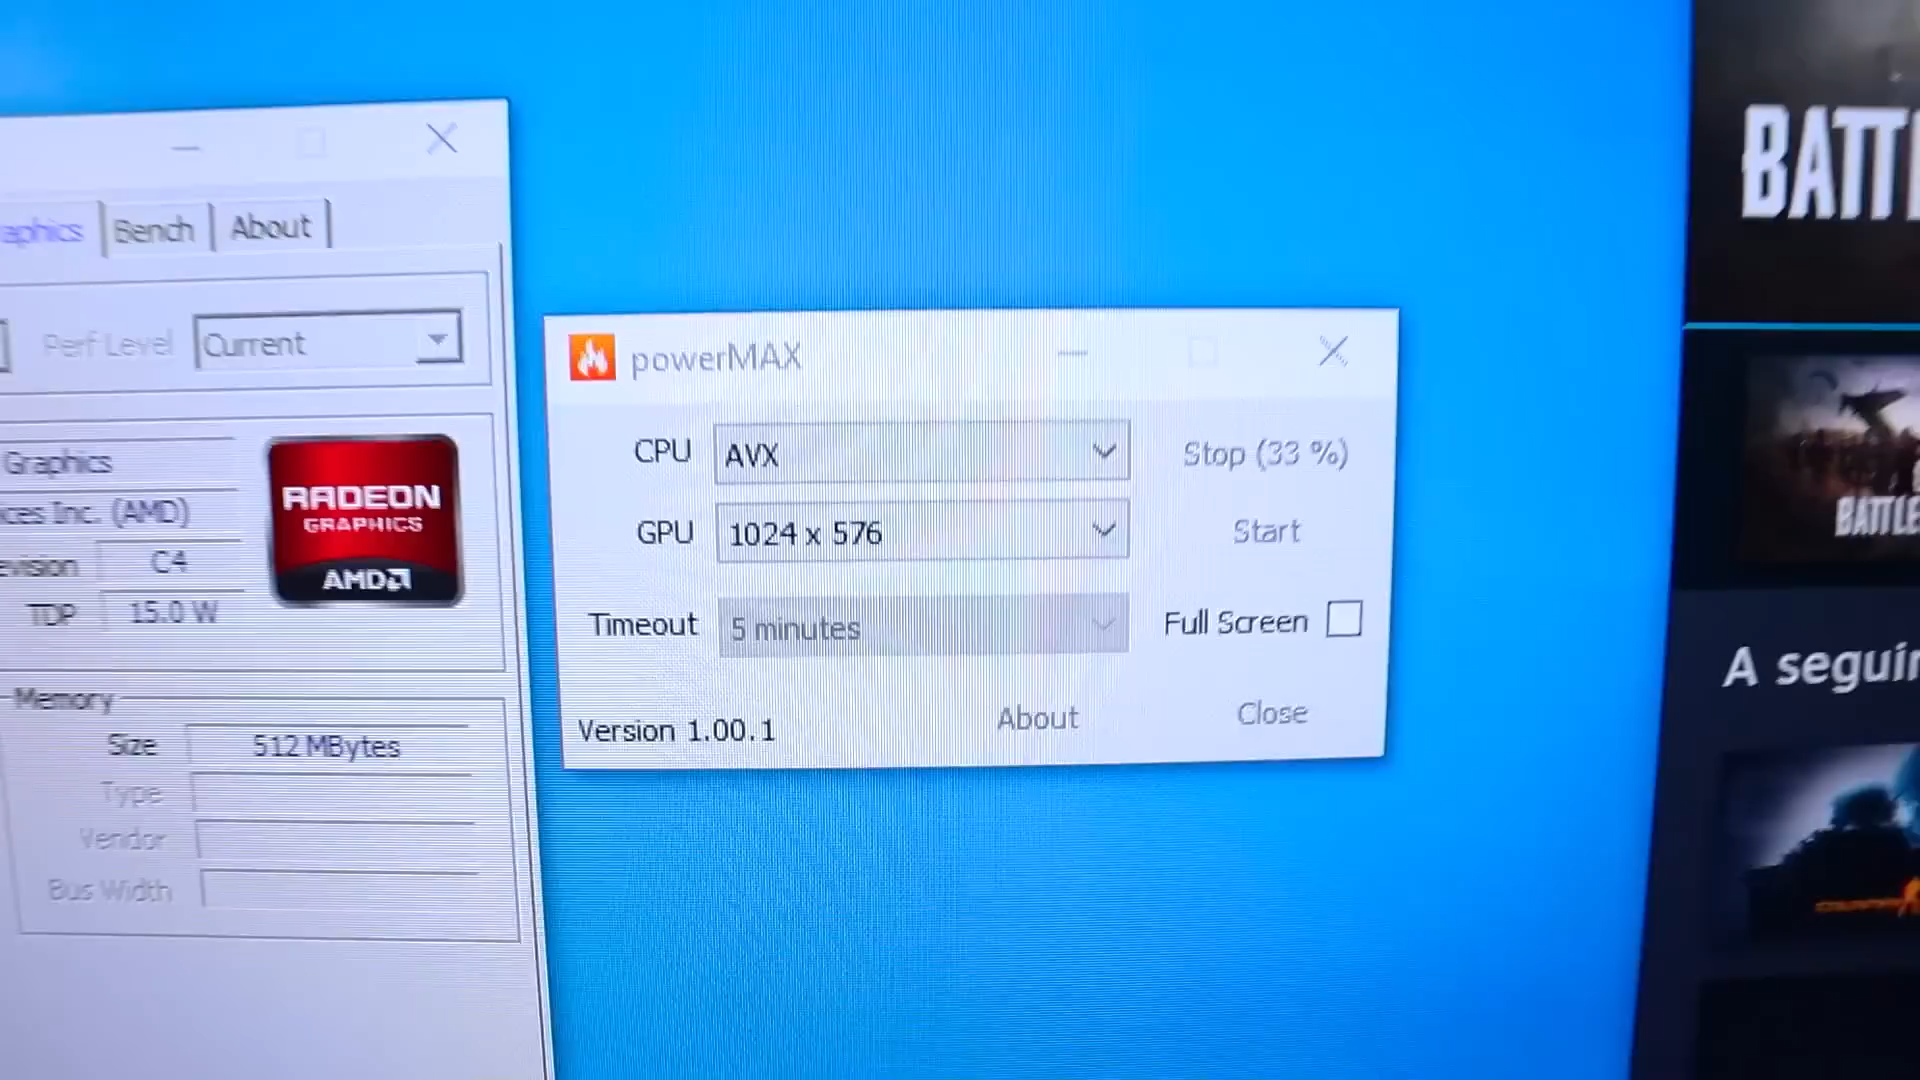 aphics Bench About
Perf Level Current
Graphics
ces Inc. (AMD)
evision C4
TDP 15.0 W
RADEON
GRAPHICS
AMD
Memory
Size 512 MBytes
Type
Vendor
Bus Width
powerMAX
CPU AVX Stop (33 %)
GPU 1024 x 576 Start
Timeout 5 minutes Full Screen
Version 1.00.1 About Close
BATTL
BATTLE
A seguir